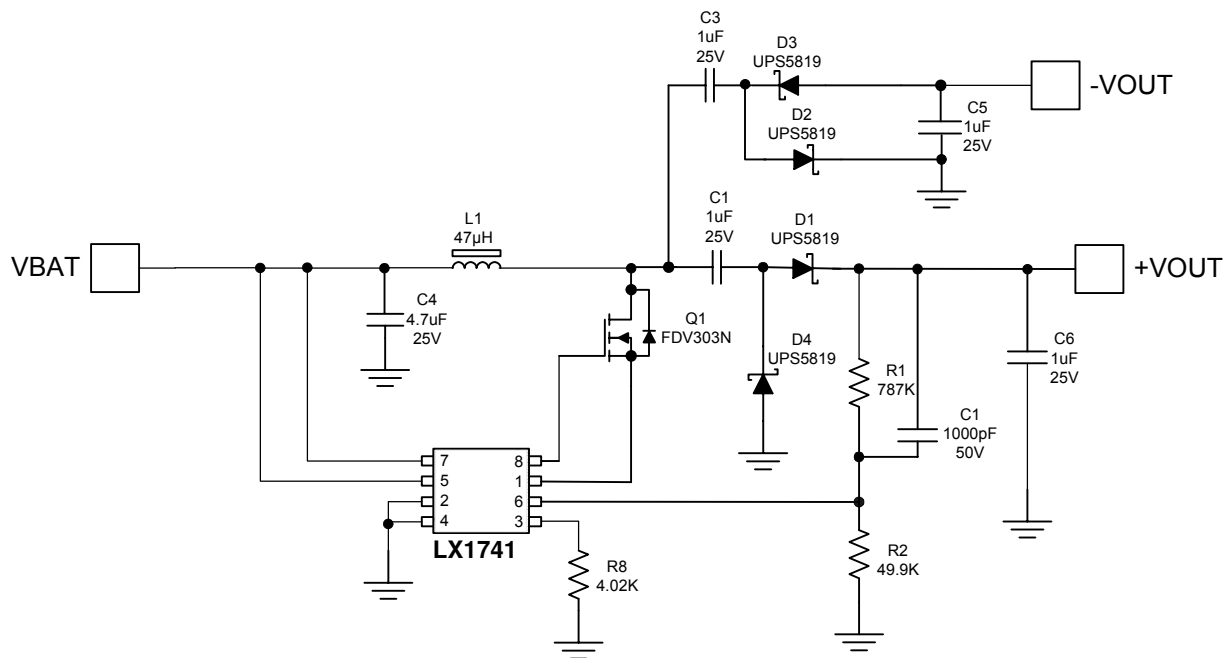 C3
1uF
25V
D3
UPS5819
-VOUT
D2
UPS5819
C5
1uF
25V
C1
1uF
25V
D1
UPS5819
L1
47µH
VBAT
+VOUT
C4
4.7uF
25V
Q1
FDV303N
D4
UPS5819
R1
787K
C6
1uF
25V
C1
1000pF
50V
7
8
5
1
2
6
4
3
LX1741
R8
4.02K
R2
49.9K